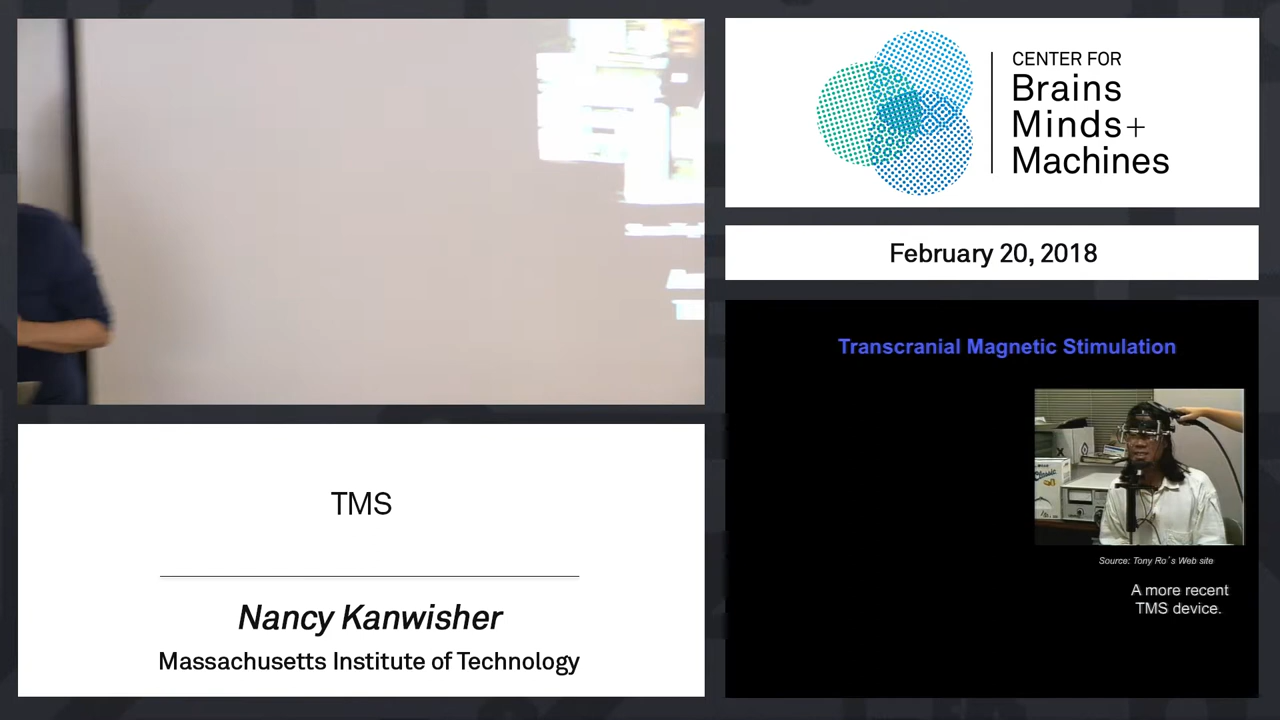 CENTER FOR
Brains
Minds+
Machines
February 20, 2018
TMS
Nancy Kanwisher
Massachusetts Institute of Technology
Transcranial Magnetic Stimulation
Source: Tony Ro´s Web site
A more recent
TMS device.